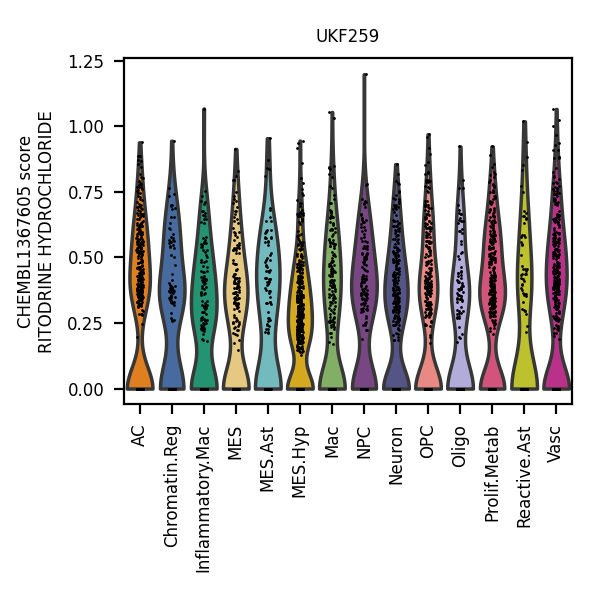 UKF259
CHEMBL1367605 score
RITODRINE HYDROCHLORIDE
1.25
1.00
0.75
0.50
0.25
0.00
AC
Chromatin.Reg
Inflammatory.Mac
MES
MES.Ast
MES.Hyp
Mac
NPC
Neuron
OPC
Oligo
Prolif.Metab
Reactive.Ast
Vasc